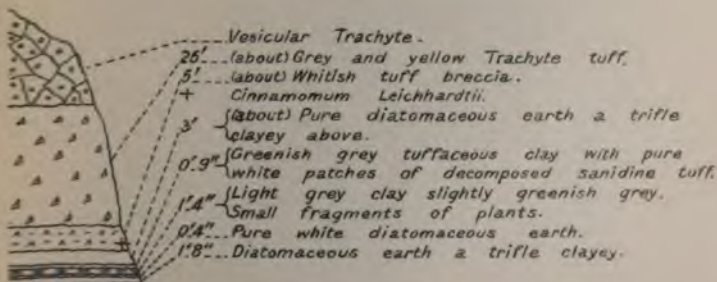 Vesicular Trachyte.
25' (about) Grey and yellow Trachyte tuff.
5' (about) Whitish tuff breccia.
+ Cinnamomum Leichhardtii.
3' {(about) Pure diatomaceous earth a trifle
clayey above.
0'.9" {Greenish grey tuffaceous clay with pure
white patches of decomposed sanidine tuff.
1'.4" {Light grey clay slightly greenish grey.
Small fragments of plants.
0'.4" Pure white diatomaceous earth.
1'.8" Diatomaceous earth a trifle clayey.